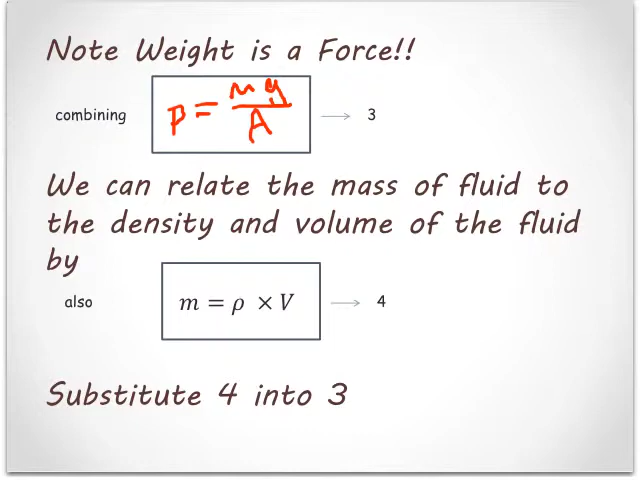 Note Weight is a Force!!
combining P = mg/A → 3
We can relate the mass of fluid to
the density and volume of the fluid
by
also m = ρ × V → 4
Substitute 4 into 3